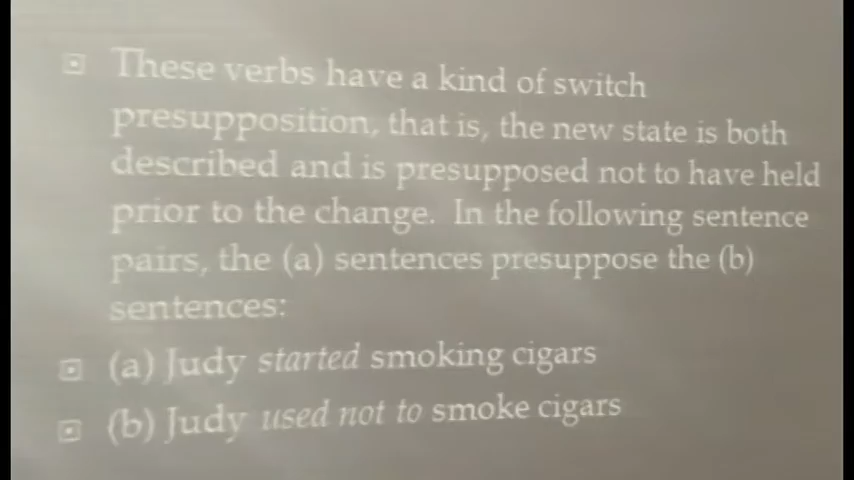 These verbs have a kind of switch
presupposition, that is, the new state is both
described and is presupposed not to have held
prior to the change. In the following sentence
pairs, the (a) sentences presuppose the (b)
sentences:
(a) Judy started smoking cigars
(b) Judy used not to smoke cigars